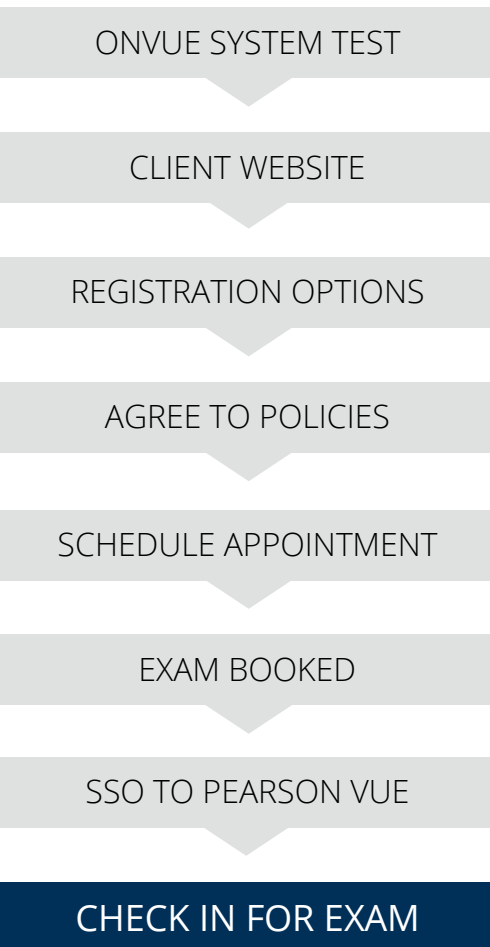 ONVUE SYSTEM TEST
CLIENT WEBSITE
REGISTRATION OPTIONS
AGREE TO POLICIES
SCHEDULE APPOINTMENT
EXAM BOOKED
SSO TO PEARSON VUE
CHECK IN FOR EXAM